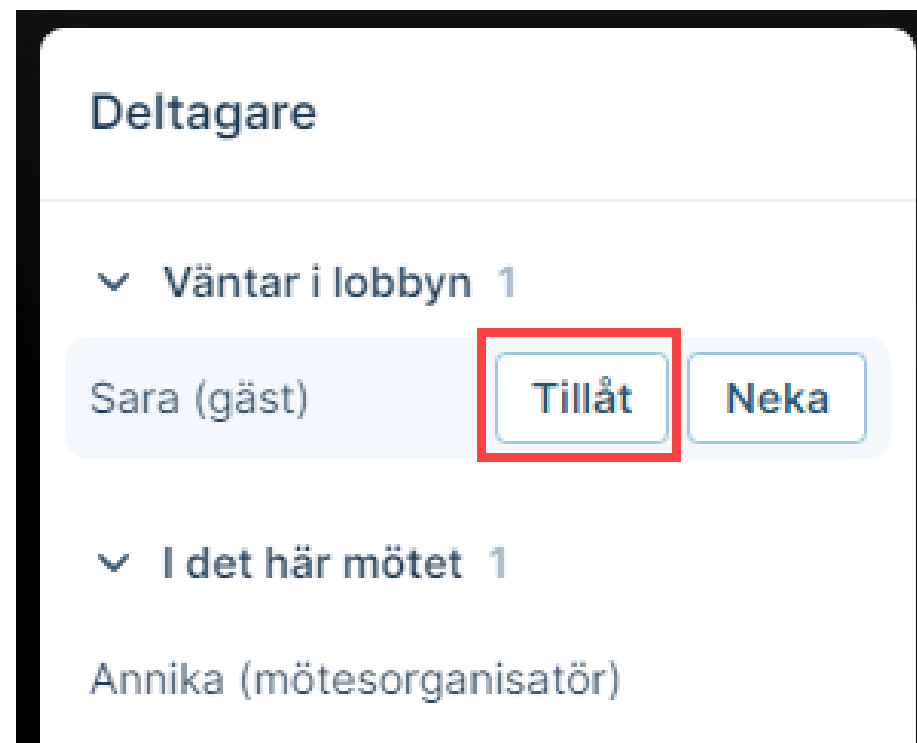 Deltagare
Väntar i lobbyn 1
Sara (gäst) Tillåt Neka
I det här mötet 1
Annika (mötesorganisatör)